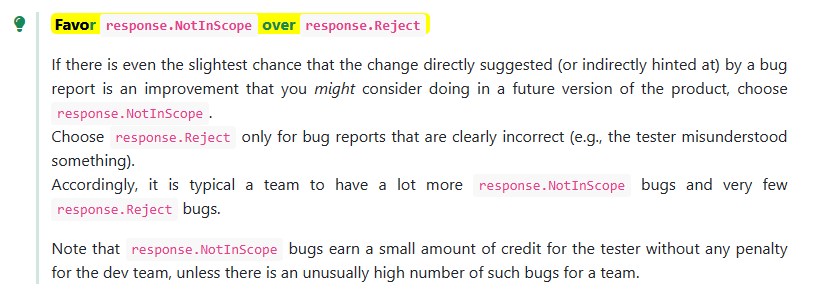 Favor response.NotInScope over response.Reject
If there is even the slightest chance that the change directly suggested (or indirectly hinted at) by a bug
report is an improvement that you might consider doing in a future version of the product, choose
response.NotInScope .
Choose response.Reject only for bug reports that are clearly incorrect (e.g., the tester misunderstood
something).
Accordingly, it is typical a team to have a lot more response.NotInScope bugs and very few
response.Reject bugs.
Note that response.NotInScope bugs earn a small amount of credit for the tester without any penalty
for the dev team, unless there is an unusually high number of such bugs for a team.